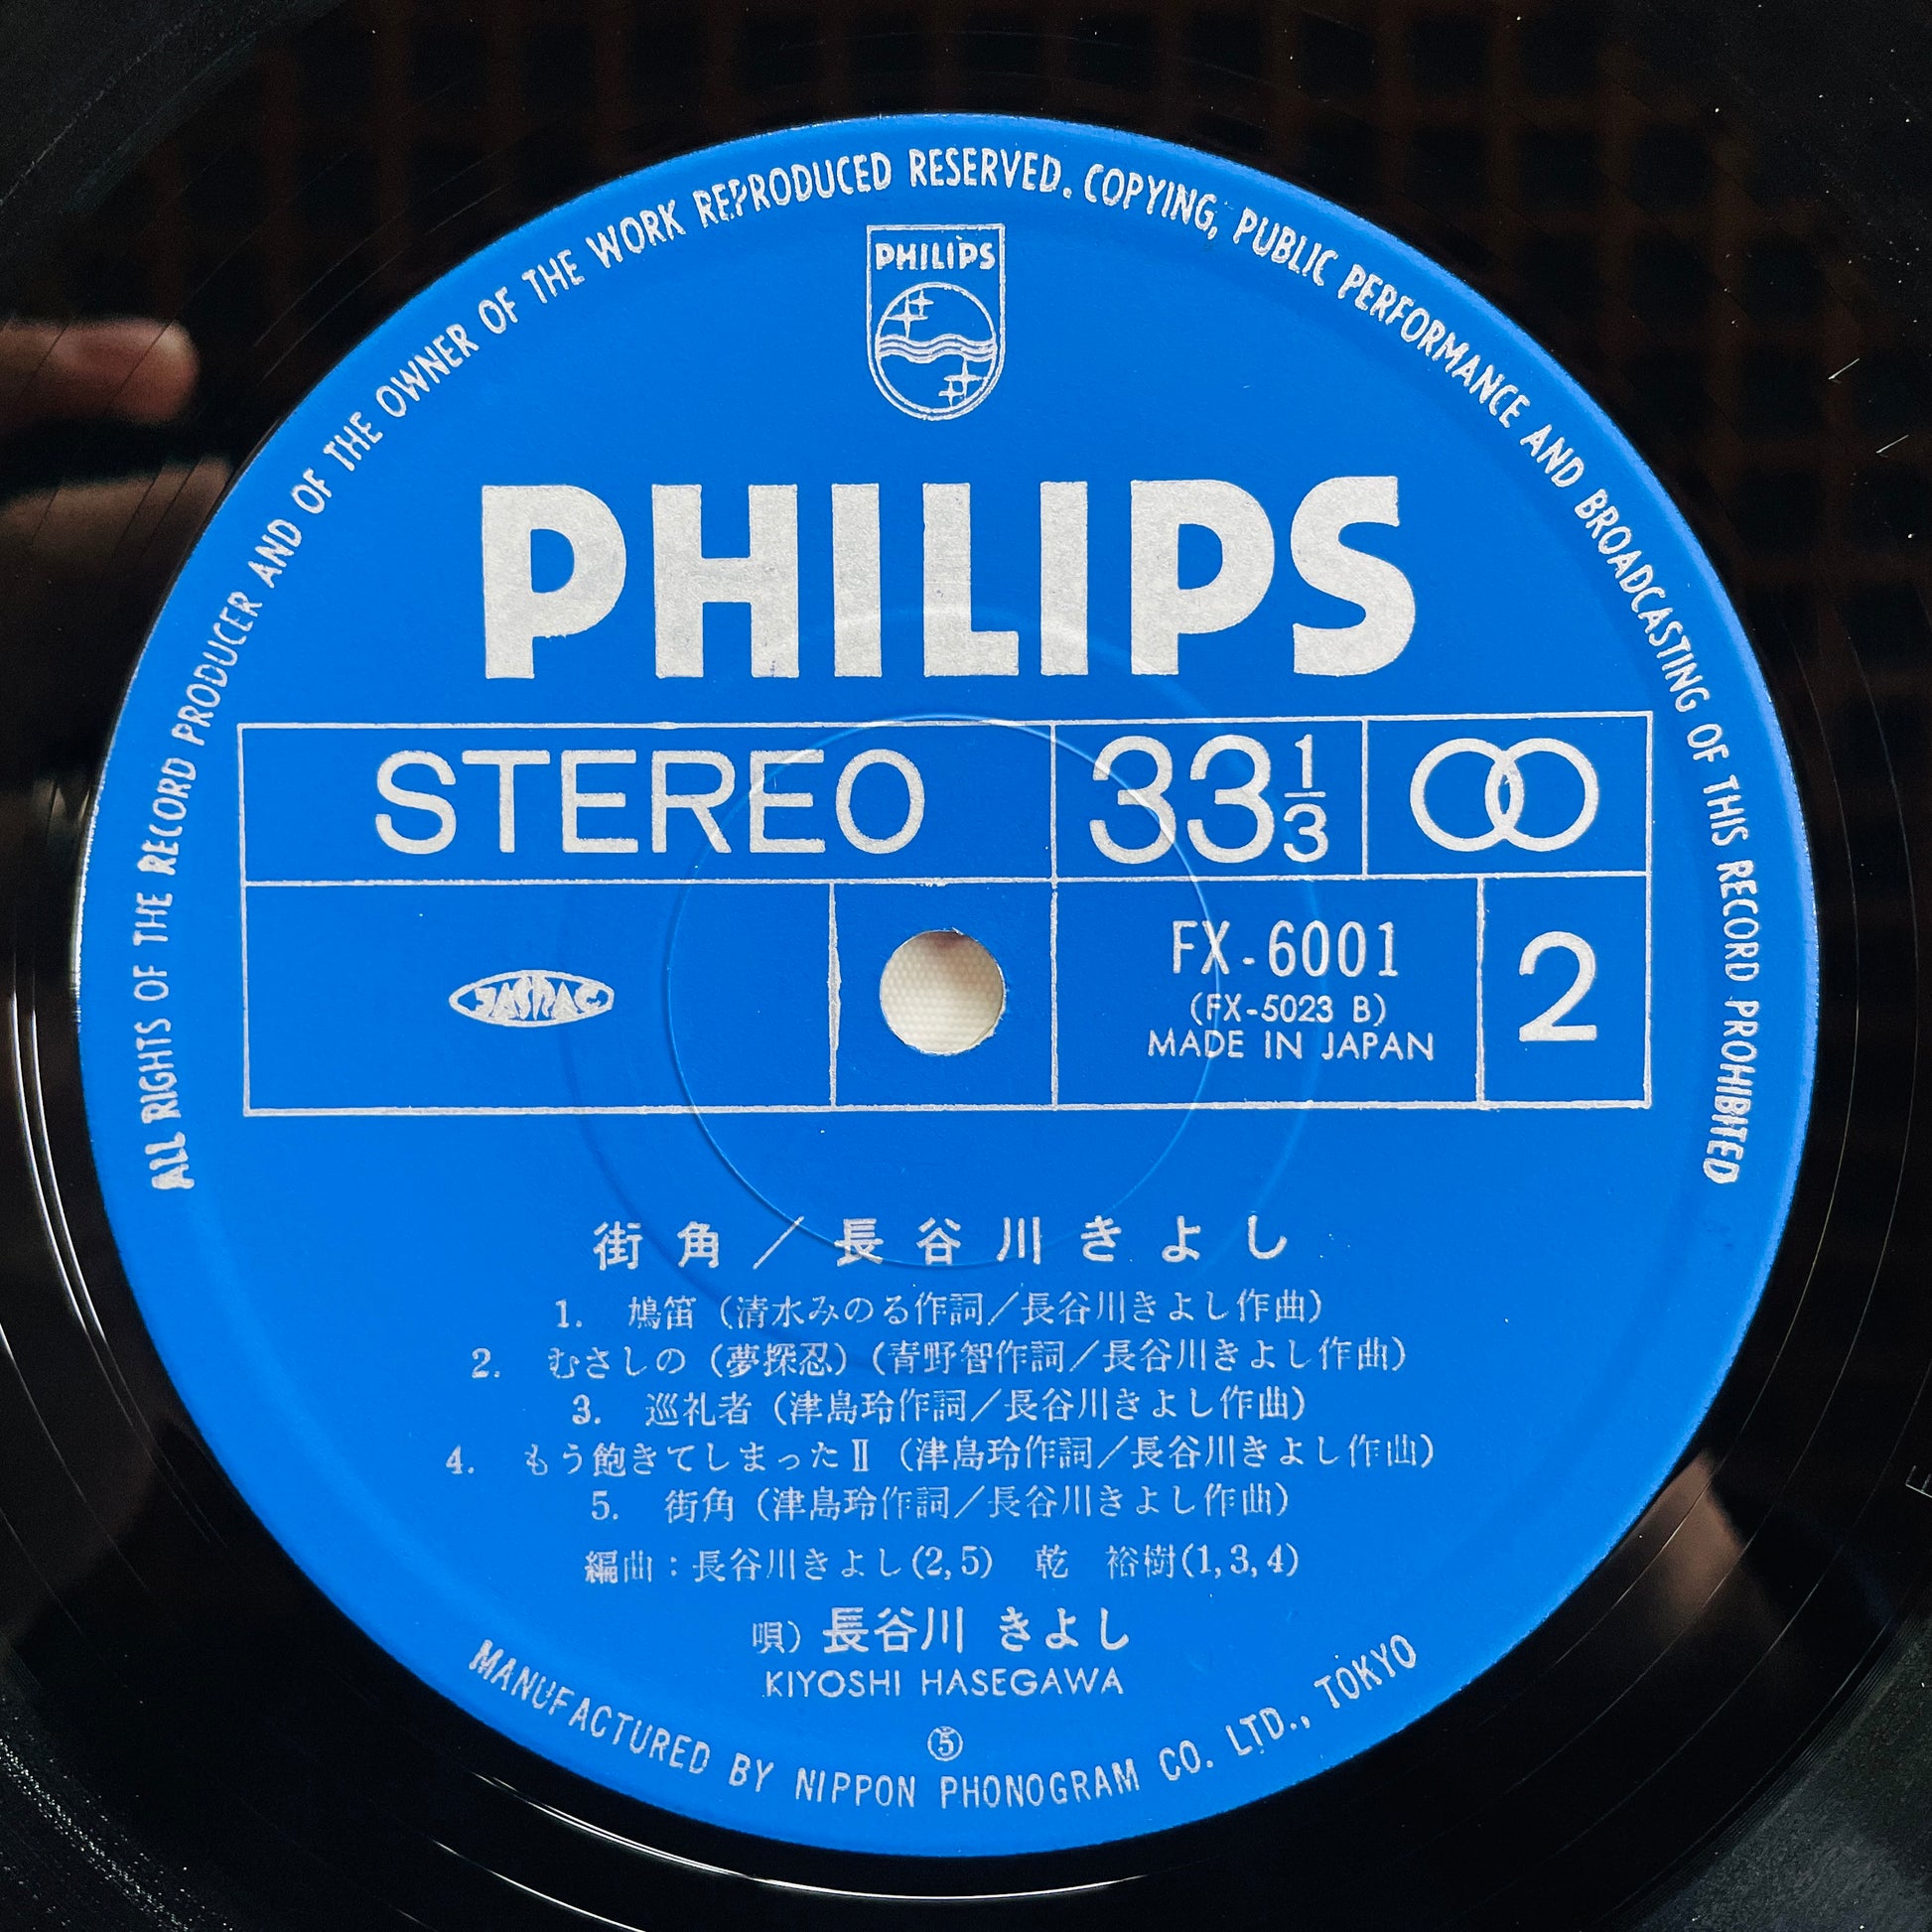 ALL RIGHTS OF THE RECORD PRODUCER AND OF THE OWNER OF THE WORK REPRODUCED RESERVED. COPYING, PUBLIC PERFORMANCE AND BROADCASTING OF THIS RECORD PROHIBITED
PHILIPS
PHILIPS
STEREO 33 1/3
JASRAC
FX-6001
(FX-5023 B)
MADE IN JAPAN
2
街角/長谷川きよし
1. 鳩笛(清水みのる作詞/長谷川きよし作曲)
2. むさしの(夢探忍)(青野智作詞/長谷川きよし作曲)
3. 巡礼者(津島玲作詞/長谷川きよし作曲)
4. もう飽きてしまったⅡ(津島玲作詞/長谷川きよし作曲)
5. 街角(津島玲作詞/長谷川きよし作曲)
編曲:長谷川きよし(2,5) 乾 裕樹(1,3,4)
唄)長谷川 きよし
KIYOSHI HASEGAWA
⑤
MANUFACTURED BY NIPPON PHONOGRAM CO. LTD., TOKYO